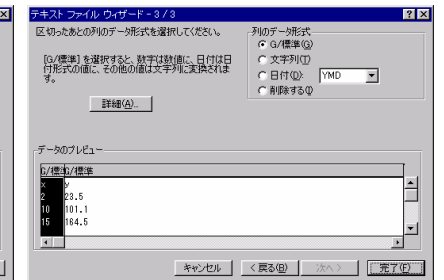 テキスト ファイル ウィザード - 3 / 3
区切ったあとの列のデータ形式を選択してください。
[G/標準] を選択すると、数字は数値に、日付は日
付形式の値に、その他の値は文字列に変換されま
す。
詳細(A)...
列のデータ形式
G/標準(G)
文字列(T)
日付(D): YMD
削除する(I)
データのプレビュー
G/標準 G/標準
x y
2 23.5
10 101.1
15 164.5
キャンセル < 戻る(B) 次へ > 完了(F)